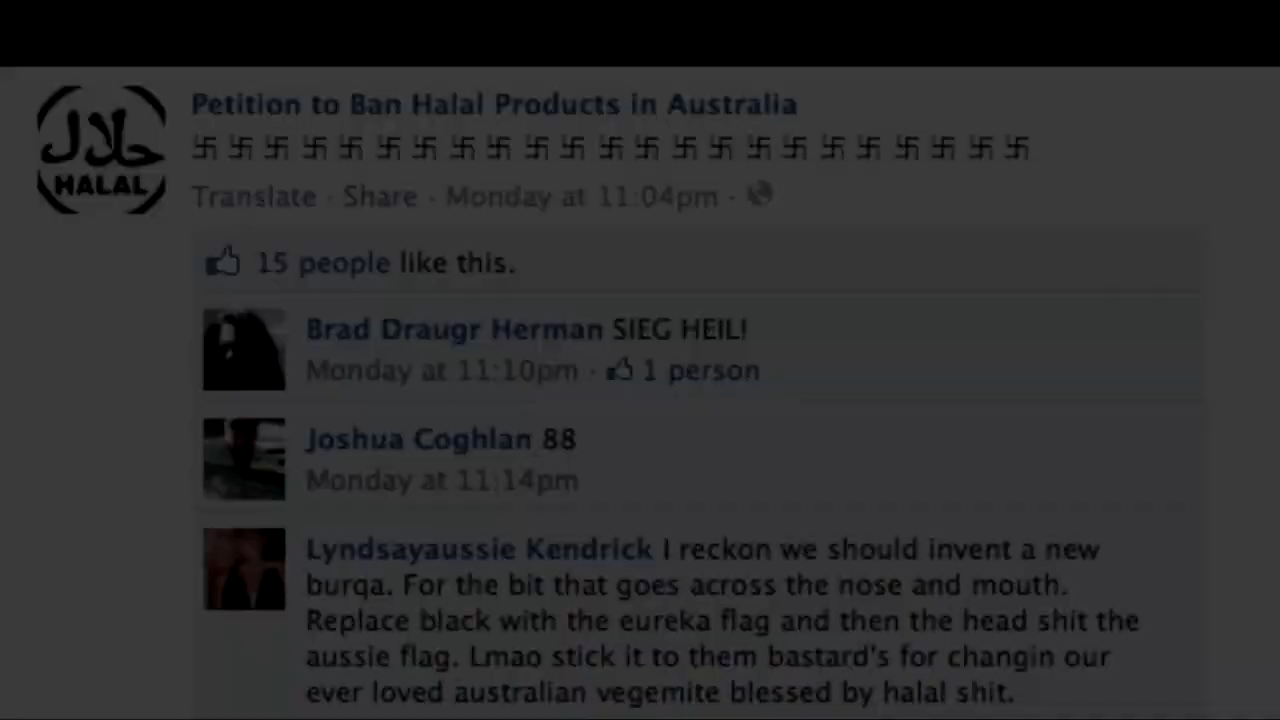 حلال
HALAL
Petition to Ban Halal Products in Australia
卐 卐 卐 卐 卐 卐 卐 卐 卐 卐 卐 卐 卐 卐 卐 卐 卐 卐 卐 卐 卐 卐 卐
Translate · Share · Monday at 11:04pm ·
15 people like this.
Brad Draugr Herman SIEG HEIL!
Monday at 11:10pm · 1 person
Joshua Coghlan 88
Monday at 11:14pm
Lyndsayaussie Kendrick I reckon we should invent a new
burqa. For the bit that goes across the nose and mouth.
Replace black with the eureka flag and then the head shit the
aussie flag. Lmao stick it to them bastard's for changin our
ever loved australian vegemite blessed by halal shit.